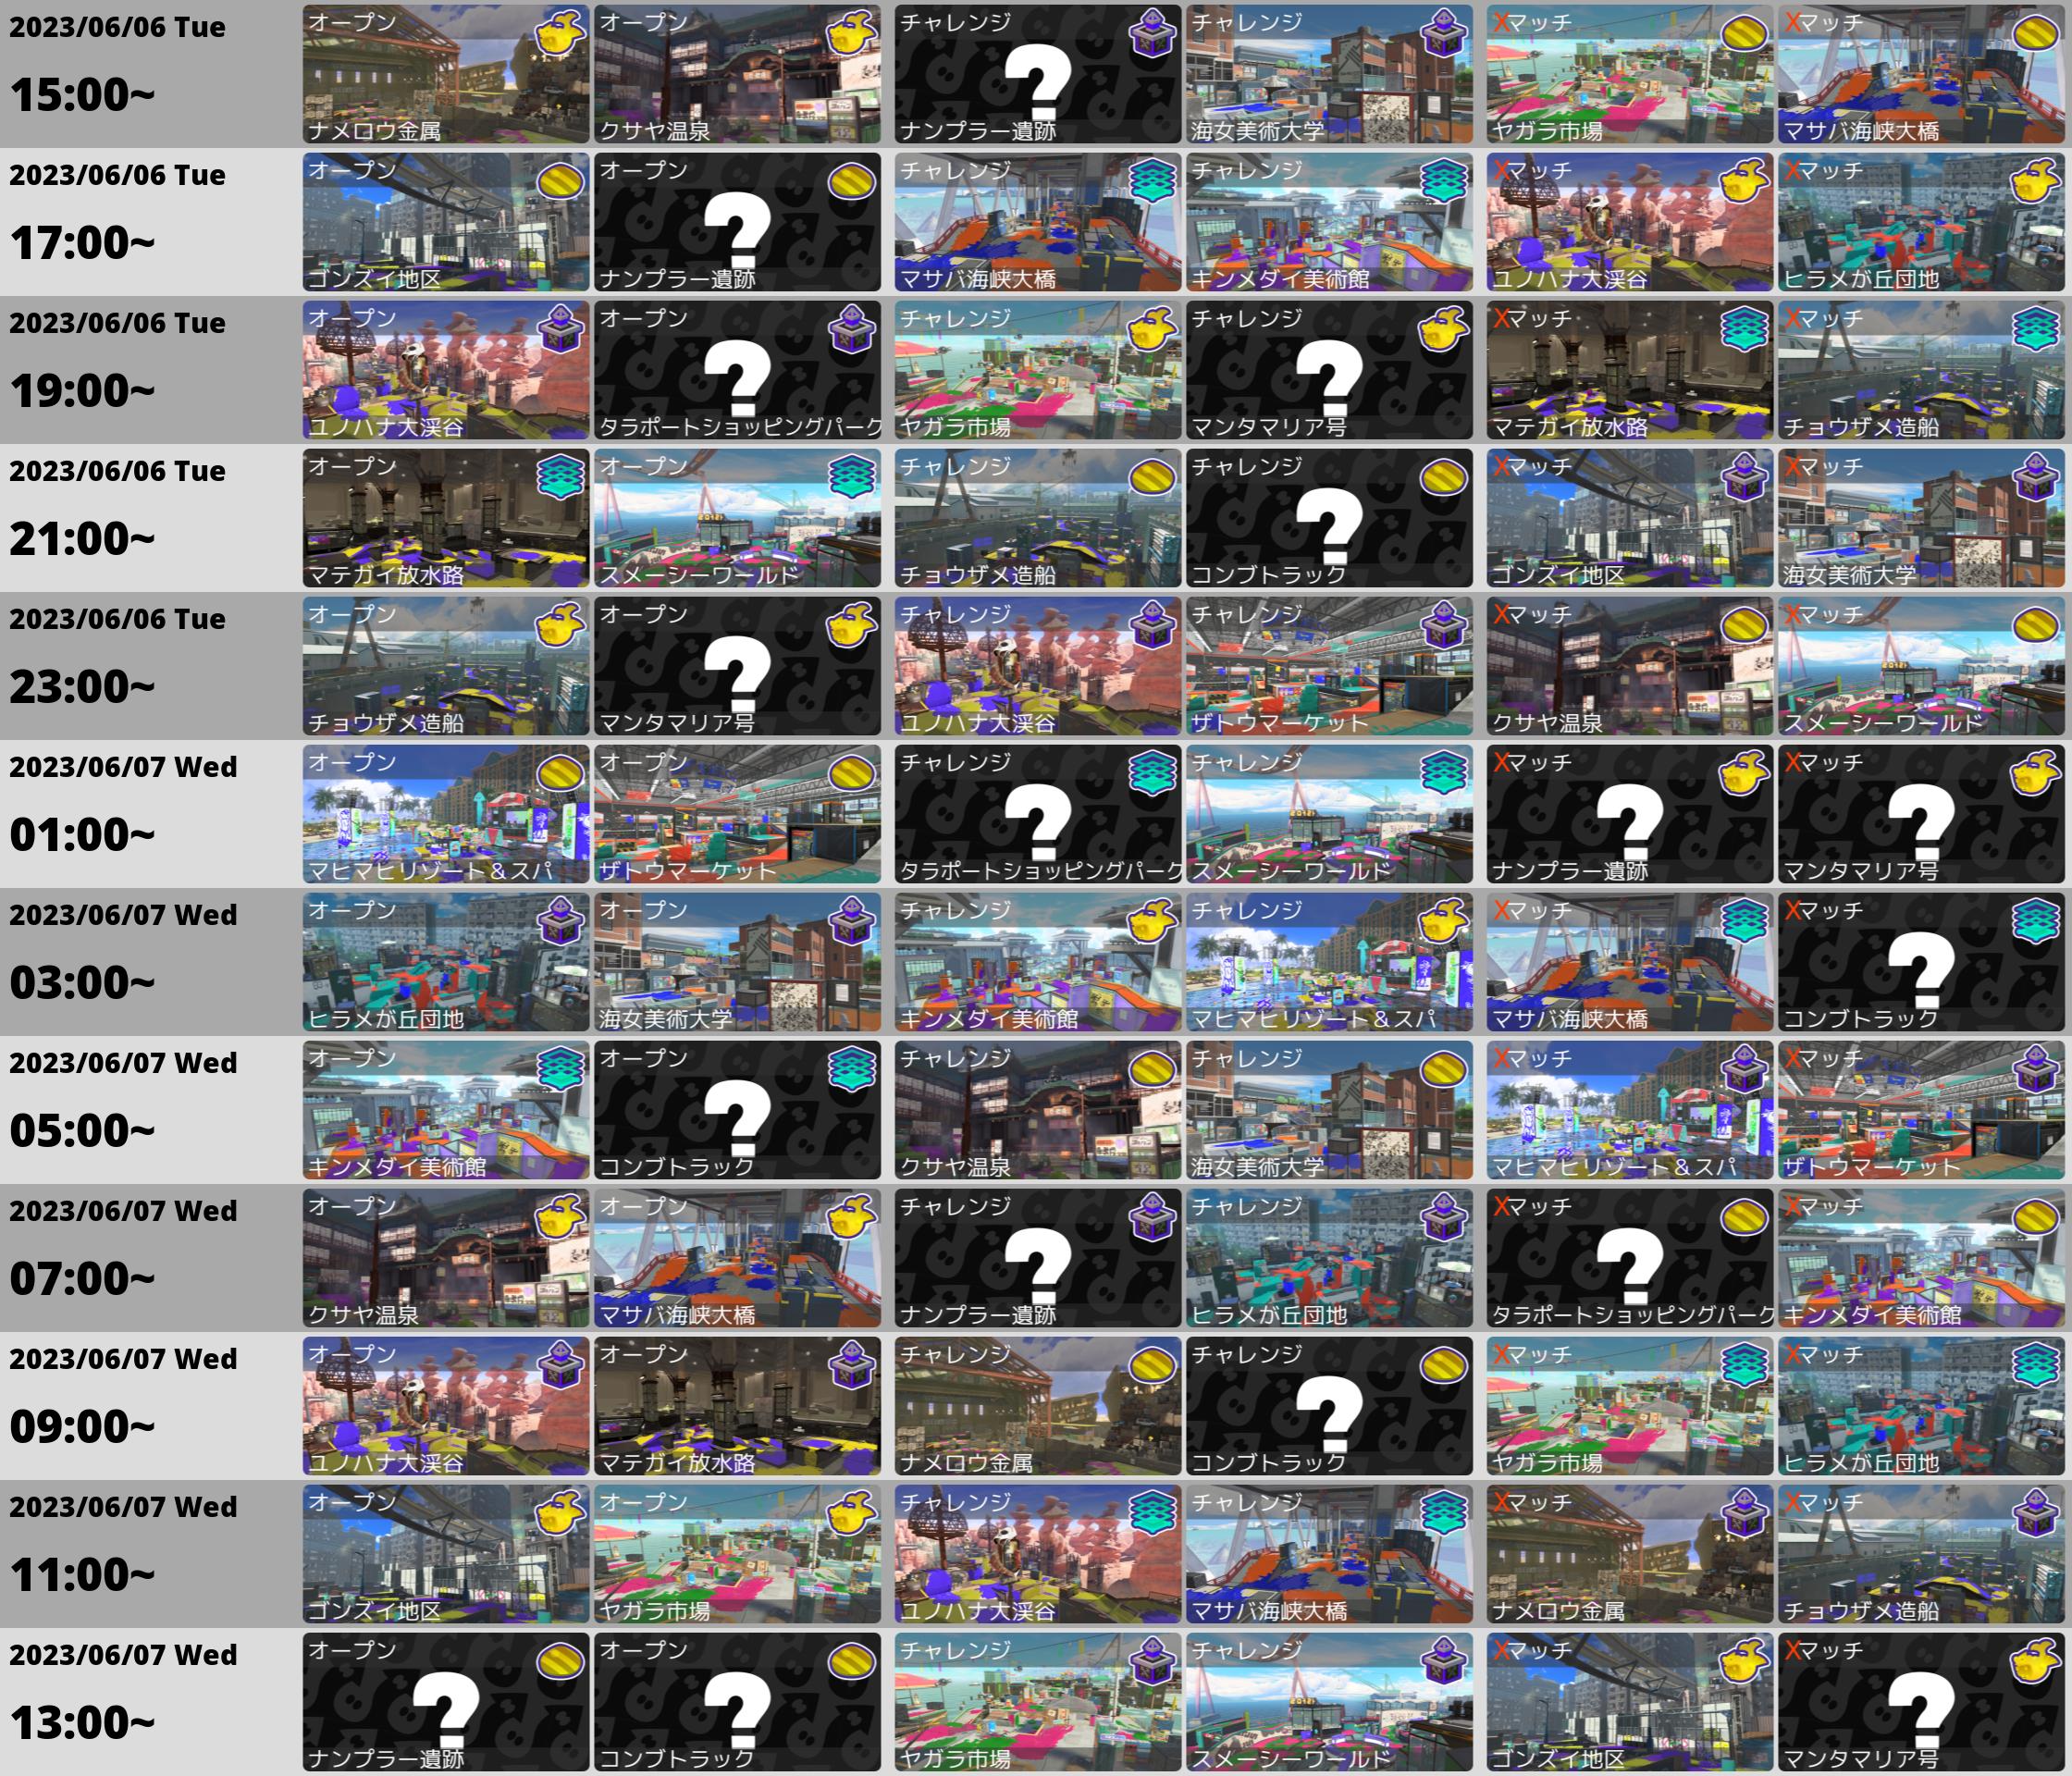 2023/06/06 Tue
15:00~
オープン オープン チャレンジ チャレンジ Xマッチ Xマッチ
ナメロウ金属 クサヤ温泉 ナンプラー遺跡 海女美術大学 ヤガラ市場 マサバ海峡大橋
2023/06/06 Tue
17:00~
オープン オープン チャレンジ チャレンジ Xマッチ Xマッチ
ゴンズイ地区 ナンプラー遺跡 マサバ海峡大橋 キンメダイ美術館 ユノハナ大渓谷 ヒラメが丘団地
2023/06/06 Tue
19:00~
オープン オープン チャレンジ チャレンジ Xマッチ Xマッチ
ユノハナ大渓谷 タラポートショッピングパーク ヤガラ市場 マンタマリア号 マテガイ放水路 チョウザメ造船
2023/06/06 Tue
21:00~
オープン オープン チャレンジ チャレンジ Xマッチ Xマッチ
マテガイ放水路 スメーシーワールド チョウザメ造船 コンブトラック ゴンズイ地区 海女美術大学
2023/06/06 Tue
23:00~
オープン オープン チャレンジ チャレンジ Xマッチ Xマッチ
チョウザメ造船 マンタマリア号 ユノハナ大渓谷 ザトウマーケット クサヤ温泉 スメーシーワールド
2023/06/07 Wed
01:00~
オープン オープン チャレンジ チャレンジ Xマッチ Xマッチ
マヒマヒリゾート＆スパ ザトウマーケット タラポートショッピングパーク スメーシーワールド ナンプラー遺跡 マンタマリア号
2023/06/07 Wed
03:00~
オープン オープン チャレンジ チャレンジ Xマッチ Xマッチ
ヒラメが丘団地 海女美術大学 キンメダイ美術館 マヒマヒリゾート＆スパ マサバ海峡大橋 コンブトラック
2023/06/07 Wed
05:00~
オープン オープン チャレンジ チャレンジ Xマッチ Xマッチ
キンメダイ美術館 コンブトラック クサヤ温泉 海女美術大学 マヒマヒリゾート＆スパ ザトウマーケット
2023/06/07 Wed
07:00~
オープン オープン チャレンジ チャレンジ Xマッチ Xマッチ
クサヤ温泉 マサバ海峡大橋 ナンプラー遺跡 ヒラメが丘団地 タラポートショッピングパーク キンメダイ美術館
2023/06/07 Wed
09:00~
オープン オープン チャレンジ チャレンジ Xマッチ Xマッチ
ユノハナ大渓谷 マテガイ放水路 ナメロウ金属 コンブトラック ヤガラ市場 ヒラメが丘団地
2023/06/07 Wed
11:00~
オープン オープン チャレンジ チャレンジ Xマッチ Xマッチ
ゴンズイ地区 ヤガラ市場 ユノハナ大渓谷 マサバ海峡大橋 ナメロウ金属 チョウザメ造船
2023/06/07 Wed
13:00~
オープン オープン チャレンジ チャレンジ Xマッチ Xマッチ
ナンプラー遺跡 コンブトラック ヤガラ市場 スメーシーワールド ゴンズイ地区 マンタマリア号